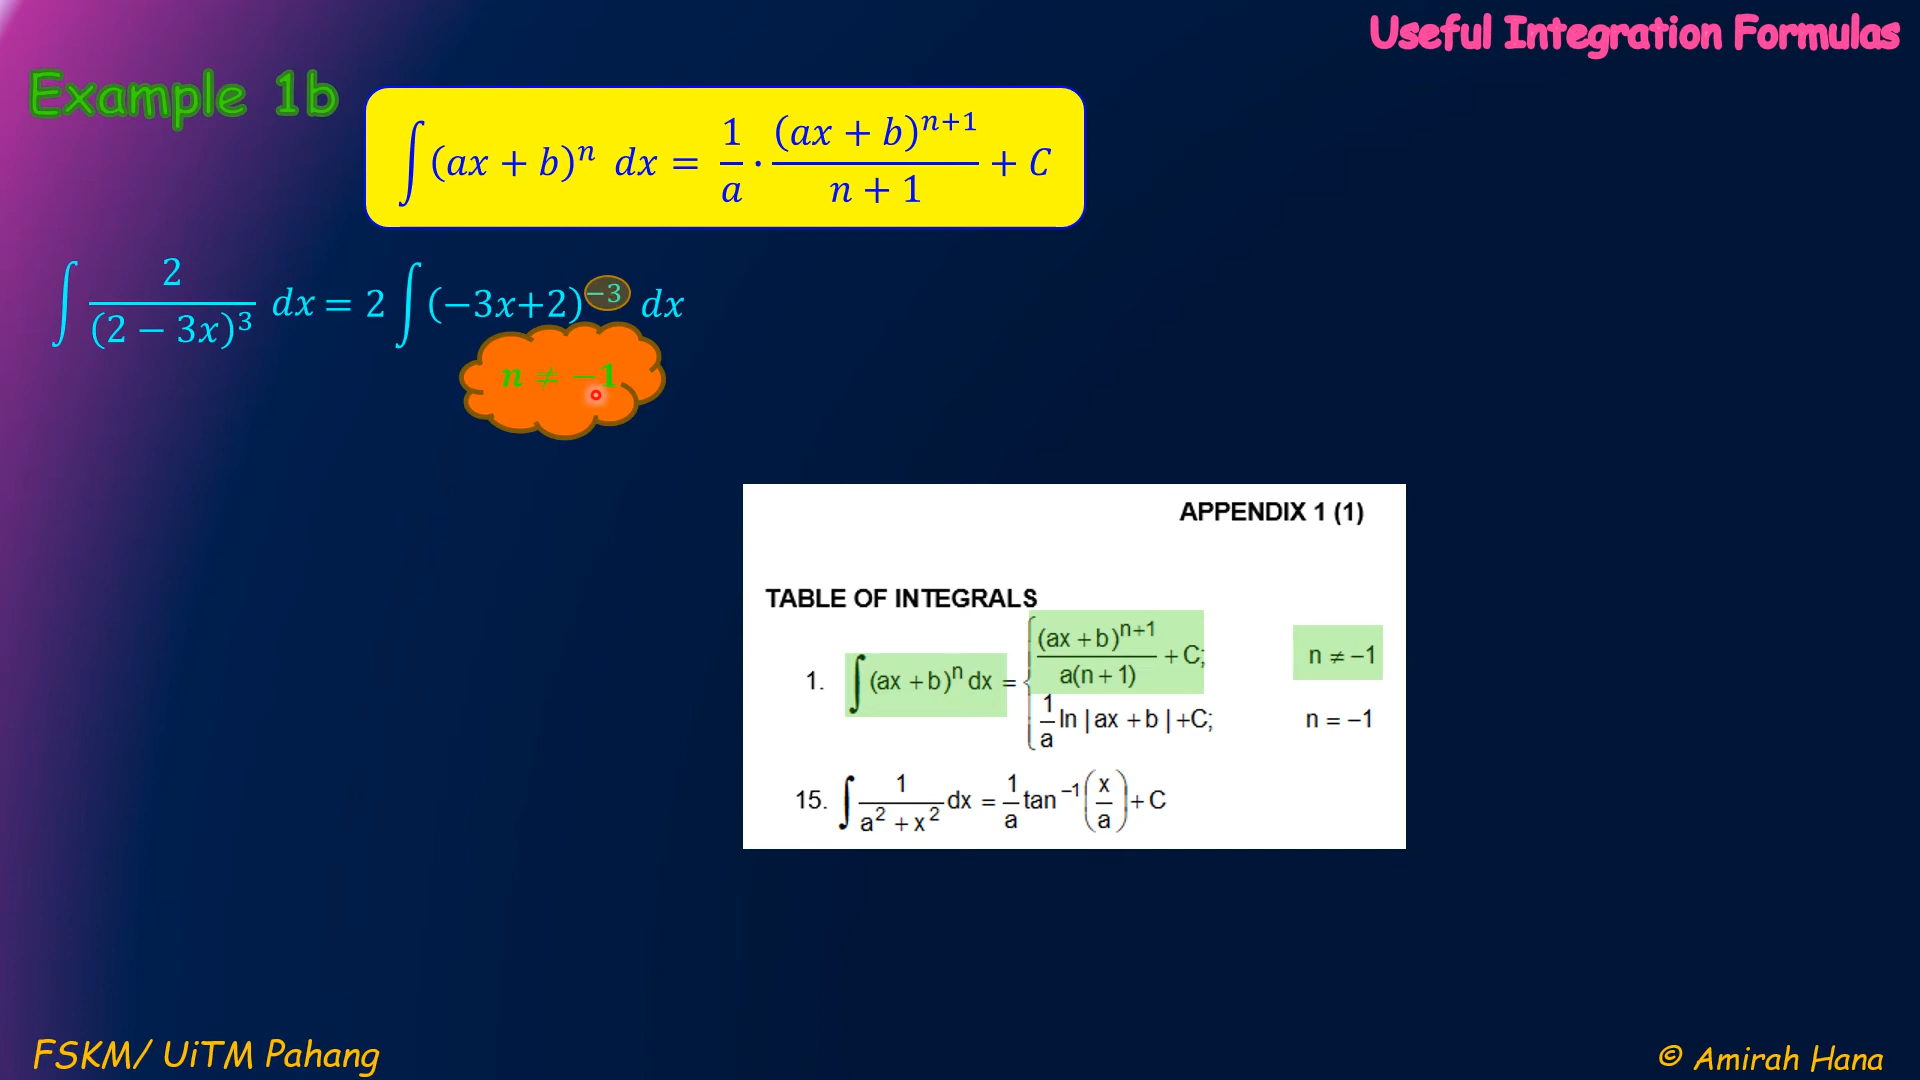 Useful Integration Formulas
Example 1b
∫(ax + b)ⁿ dx = 1/a · (ax + b)ⁿ⁺¹/(n + 1) + C
∫ 2/(2 − 3x)³ dx = 2 ∫(−3x+2)⁻³ dx
n ≠ −1
APPENDIX 1 (1)
TABLE OF INTEGRALS
1. ∫(ax + b)ⁿ dx = { (ax + b)ⁿ⁺¹/a(n + 1) + C; n ≠ −1
1/a ln | ax + b | +C; n = −1
15. ∫ 1/(a² + x²) dx = 1/a tan⁻¹(x/a) + C
FSKM/ UiTM Pahang
© Amirah Hana